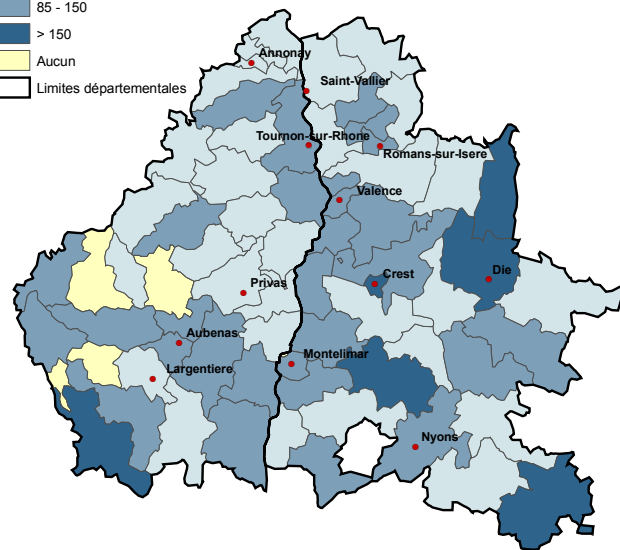 85 - 150
> 150
Aucun
Limites départementales
Annonay
Saint-Vallier
Tournon-sur-Rhone
Romans-sur-Isere
Valence
Privas
Crest
Die
Aubenas
Montelimar
Largentiere
Nyons